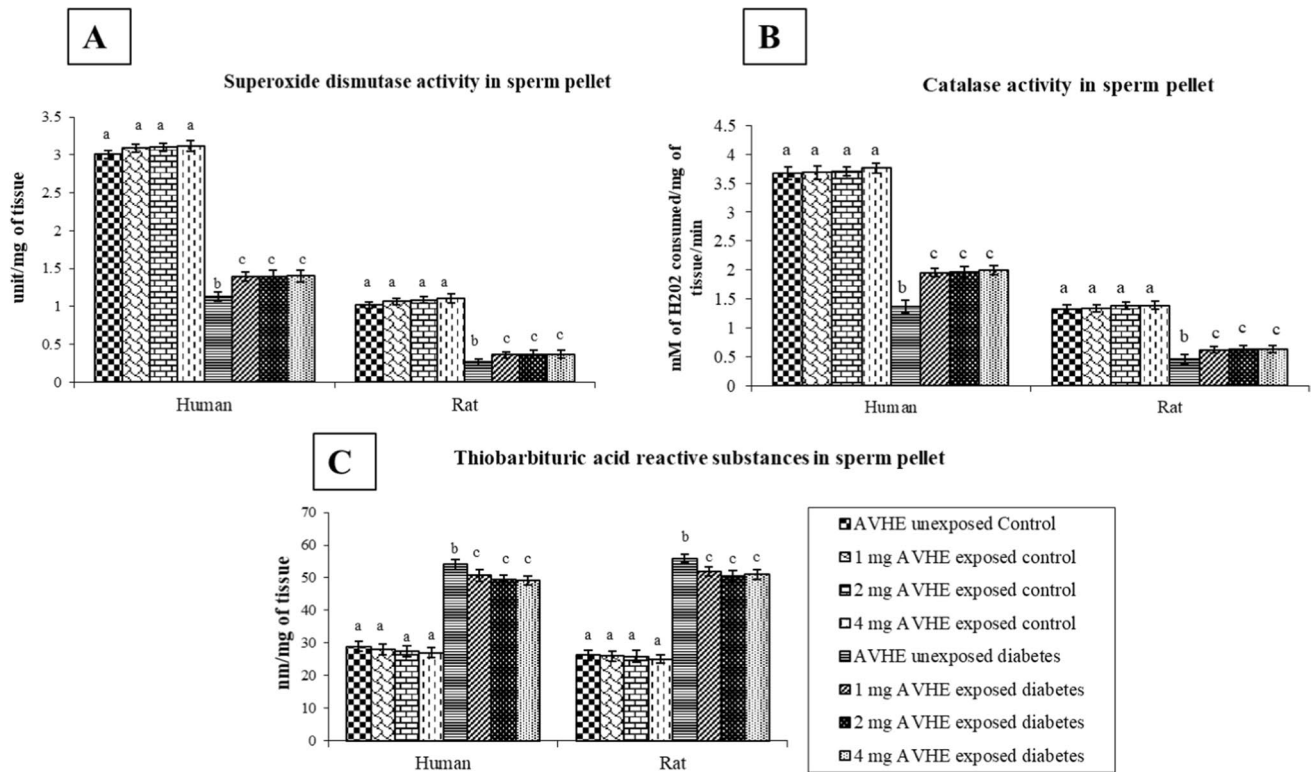 A
Superoxide dismutase activity in sperm pellet
unit/mg of tissue
3.5
3
2.5
2
1.5
1
0.5
0
a a a a b c c c
a a a a b c c c
Human Rat
B
Catalase activity in sperm pellet
mM of H202 consumed/mg of
tissue/min
4.5
4
3.5
3
2.5
2
1.5
1
0.5
0
a a a a b c c c
a a a a b c c c
Human Rat
C
Thiobarbituric acid reactive substances in sperm pellet
nm/mg of tissue
70
60
50
40
30
20
10
0
a a a a b c c c
a a a a b c c c
Human Rat
AVHE unexposed Control
1 mg AVHE exposed control
2 mg AVHE exposed control
4 mg AVHE exposed control
AVHE unexposed diabetes
1 mg AVHE exposed diabetes
2 mg AVHE exposed diabetes
4 mg AVHE exposed diabetes